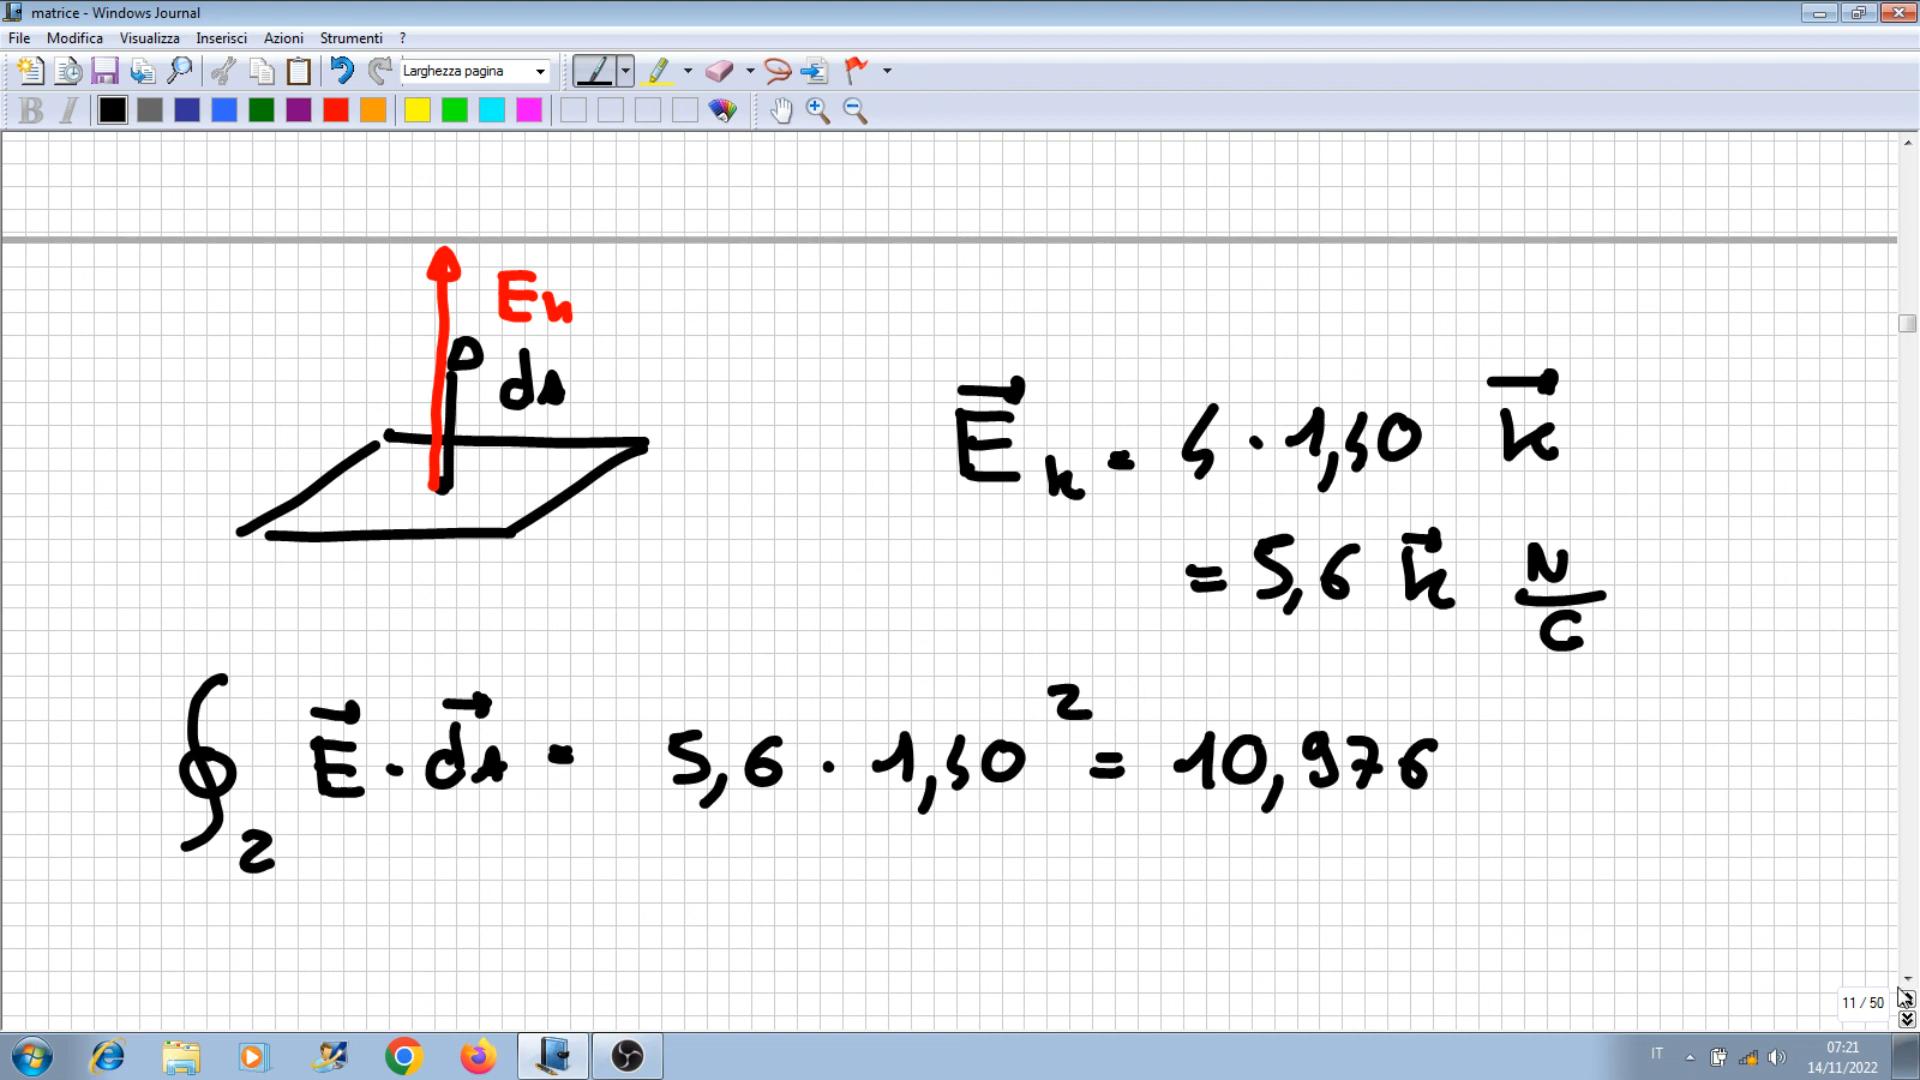 matrice - Windows Journal
File Modifica Visualizza Inserisci Azioni Strumenti ?
Larghezza pagina
B I
En
dA
E⃗k = 4 · 1,40 k⃗
= 5,6 k⃗ N/C
∮2 E⃗ · dA⃗ = 5,6 · 1,40² = 10,976
11 / 50
IT
07:21
14/11/2022